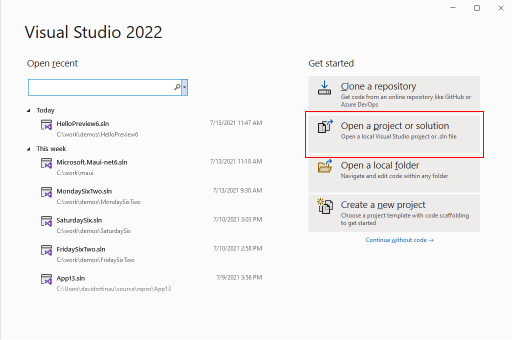 Visual Studio 2022
Open recent
Today
HelloPreview6.sln 7/15/2021 11:47 AM
C:\work\demos\HelloPreview6
This week
Microsoft.Maui-net6.sln 7/13/2021 11:18 AM
C:\work\maui
MondaySixTwo.sln 7/13/2021 9:30 AM
C:\work\demos\MondaySixTwo
SaturdaySix.sln 7/10/2021 3:03 PM
C:\work\demos\SaturdaySix
FridaySixTwo.sln 7/10/2021 2:58 PM
C:\work\demos\FridaySixTwo
App13.sln 7/9/2021 3:56 PM
C:\Users\davidortinau\source\repos\App13
Get started
Clone a repository
Get code from an online repository like GitHub or
Azure DevOps
Open a project or solution
Open a local Visual Studio project or .sln file
Open a local folder
Navigate and edit code within any folder
Create a new project
Choose a project template with code scaffolding
to get started
Continue without code →